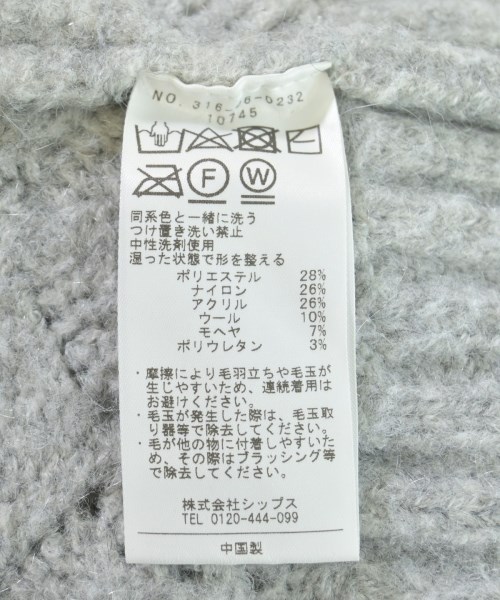 NO. 316-06-0232
10745
F
W
同系色と一緒に洗う
つけ置き洗い禁止
中性洗剤使用
湿った状態で形を整える
ポリエステル 28%
ナイロン 26%
アクリル 26%
ウール 10%
モヘヤ 7%
ポリウレタン 3%
・摩擦により毛羽立ちや毛玉が
生じやすいため、連続着用は
お避けください。
・毛玉が発生した際は、毛玉取
り器等で除去してください。
・毛が他の物に付着しやすいた
め、その際はブラッシング等
で除去してください。
株式会社シップス
TEL 0120-444-099
中国製